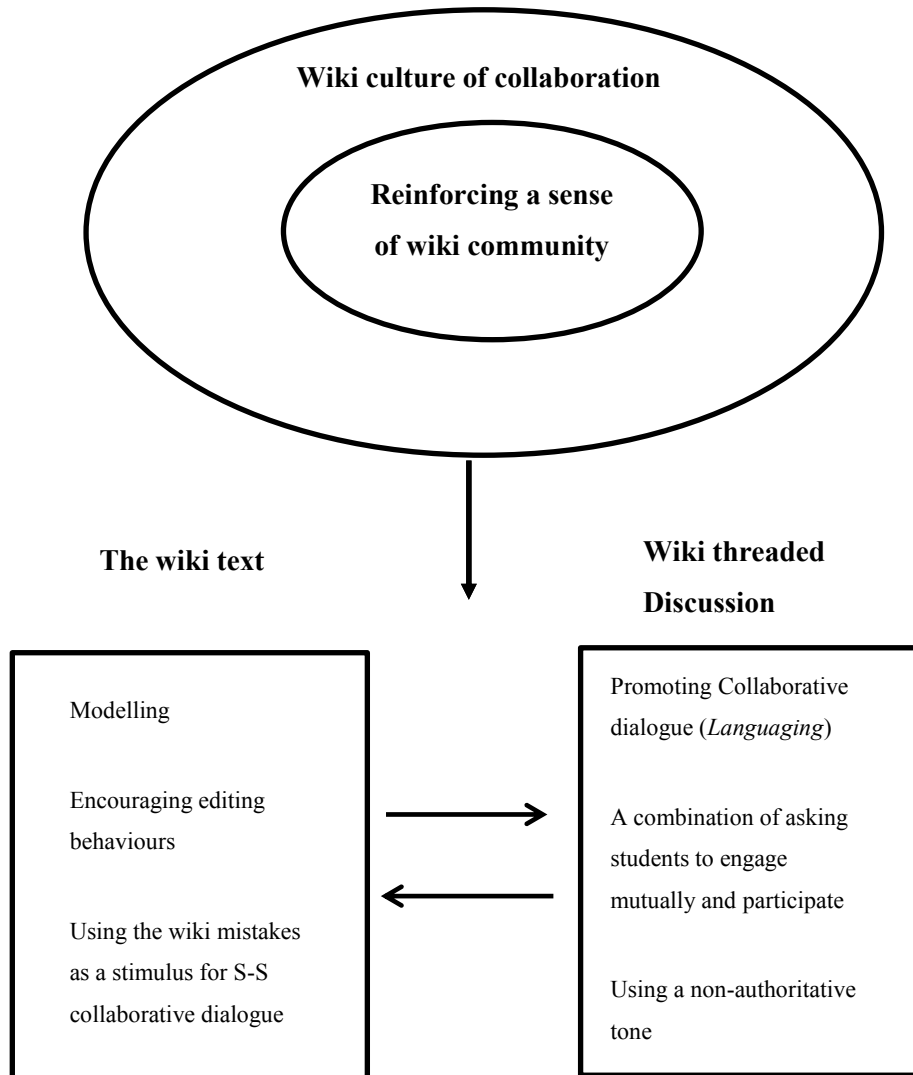 Wiki culture of collaboration
Reinforcing a sense
of wiki community
The wiki text
Modelling
Encouraging editing
behaviours
Using the wiki mistakes
as a stimulus for S-S
collaborative dialogue
Wiki threaded
Discussion
Promoting Collaborative
dialogue (Languaging)
A combination of asking
students to engage
mutually and participate
Using a non-authoritative
tone